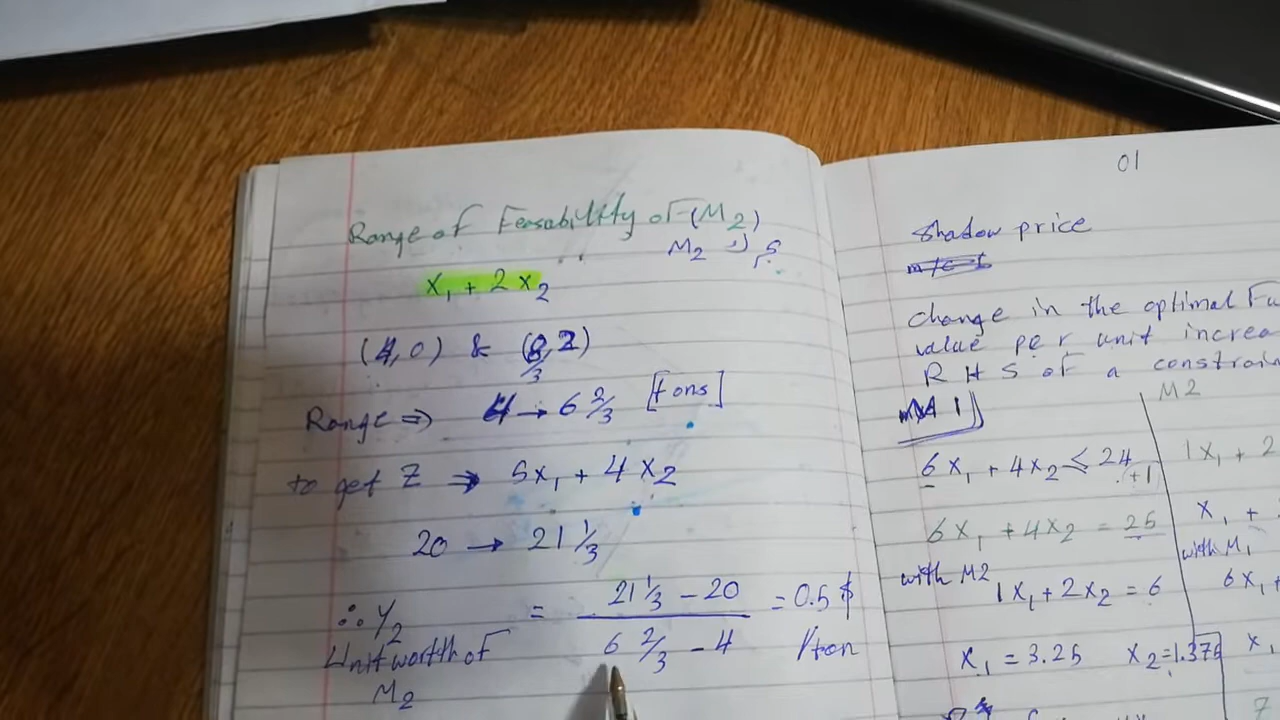 Range of Feasability of (M2)
M2
x1 + 2x2
(4,0) & (8/3,2)
Range ⇒ 4 → 6 2/3 [tons]
to get Z ⇒ 5x1 + 4x2
20 → 21 1/3
∴ y2 = 21 1/3 - 20 / 6 2/3 - 4 = 0.5 $ /ton
Unit worth of
M2
01
Shadow price
change in the optimal Fu
value per unit increa
RHS of a constrain
M1
6x1 + 4x2 ≤ 24 +1
6x1 + 4x2 = 25
with M2
1x1 + 2x2 = 6
x1 = 3.25 x2 = 1.375
M2
1x1 + 2
x1 +
with M1
6x1 +
x1
7